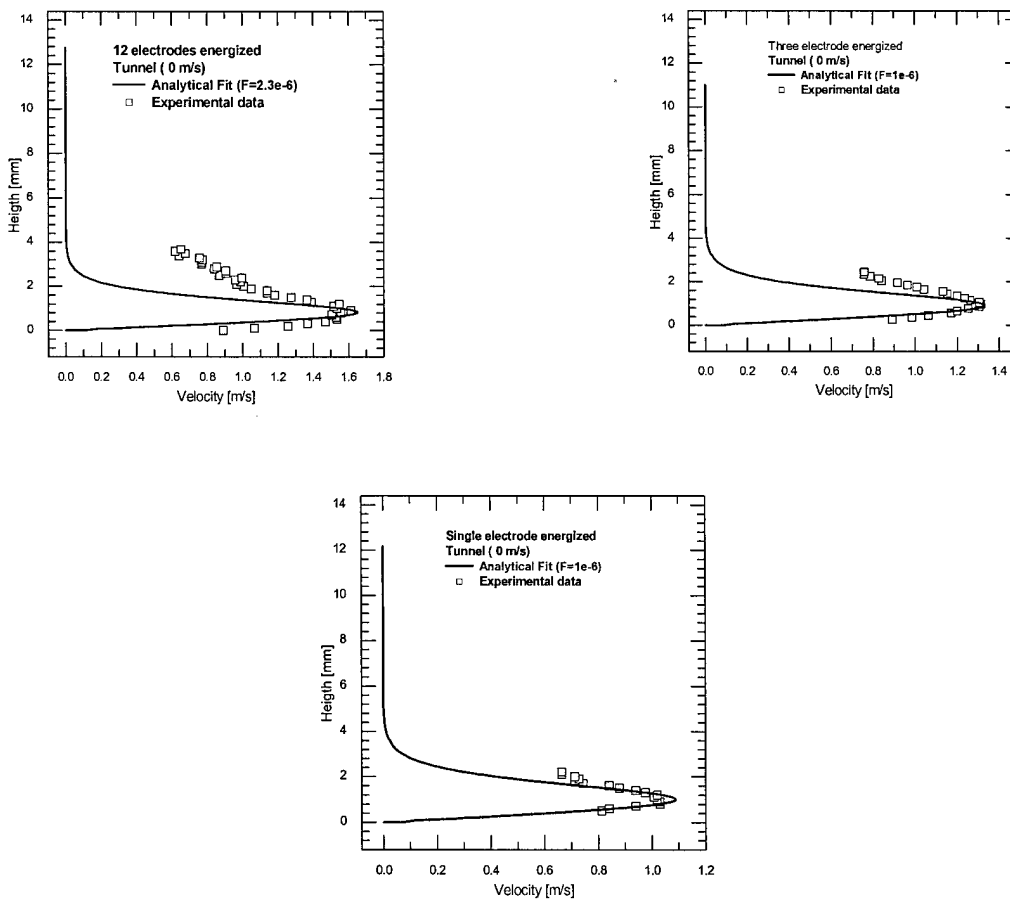 14
12
10
8
6
4
2
0
Heigth [mm]
12 electrodes energized
Tunnel ( 0 m/s)
Analytical Fit (F=2.3e-6)
Experimental data
0.0 0.2 0.4 0.6 0.8 1.0 1.2 1.4 1.6 1.8
Velocity [m/s]
14
12
10
8
6
4
2
0
Heigth [mm]
Three electrode energized
Tunnel ( 0 m/s)
Analytical Fit (F=1e-6)
Experimental data
0.0 0.2 0.4 0.6 0.8 1.0 1.2 1.4
Velocity [m/s]
14
12
10
8
6
4
2
0
Heigth [mm]
Single electrode energized
Tunnel ( 0 m/s)
Analytical Fit (F=1e-6)
Experimental data
0.0 0.2 0.4 0.6 0.8 1.0 1.2
Velocity [m/s]